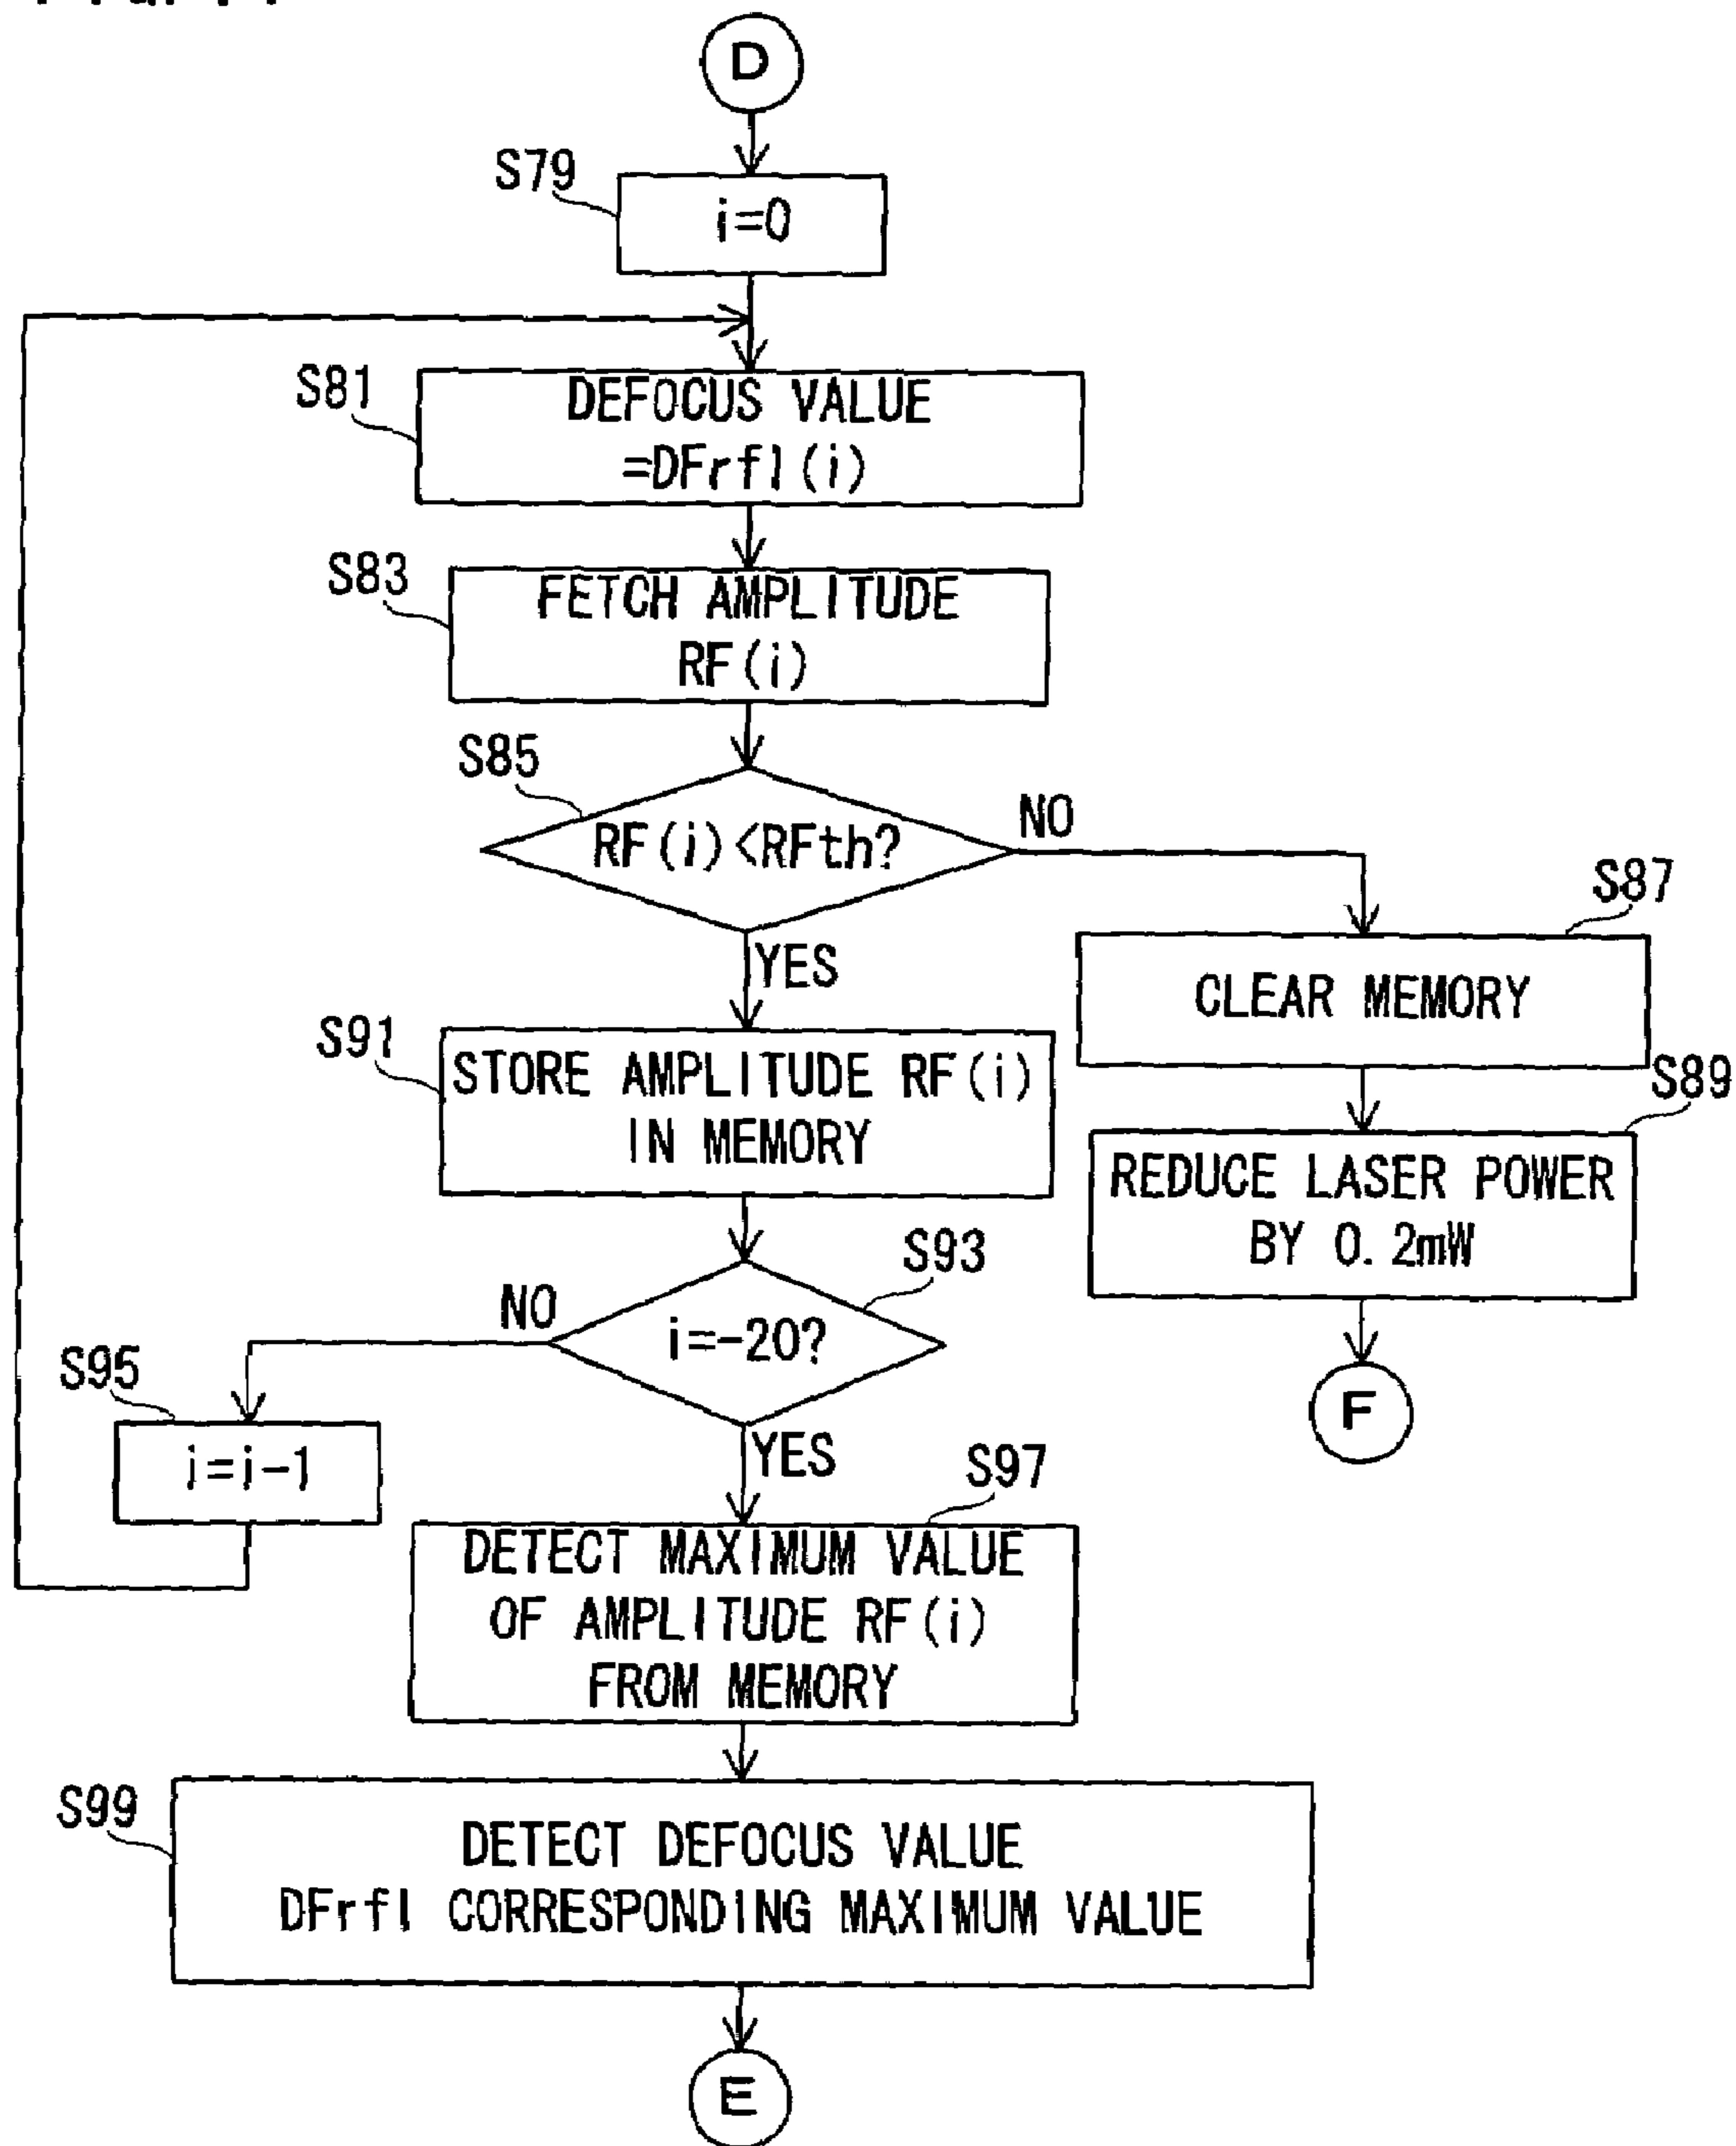 D
S79
i=0
S81
DEFOCUS VALUE
=DFrfl(i)
S83
FETCH AMPLITUDE
RF(i)
S85
RF(i)<RFth?
NO
YES
S87
CLEAR MEMORY
S89
REDUCE LASER POWER
BY 0.2mW
F
S91
STORE AMPLITUDE RF(i)
IN MEMORY
S93
i=-20?
NO
YES
S95
i=i-1
S97
DETECT MAXIMUM VALUE
OF AMPLITUDE RF(i)
FROM MEMORY
S99
DETECT DEFOCUS VALUE
DFrfl CORRESPONDING MAXIMUM VALUE
E